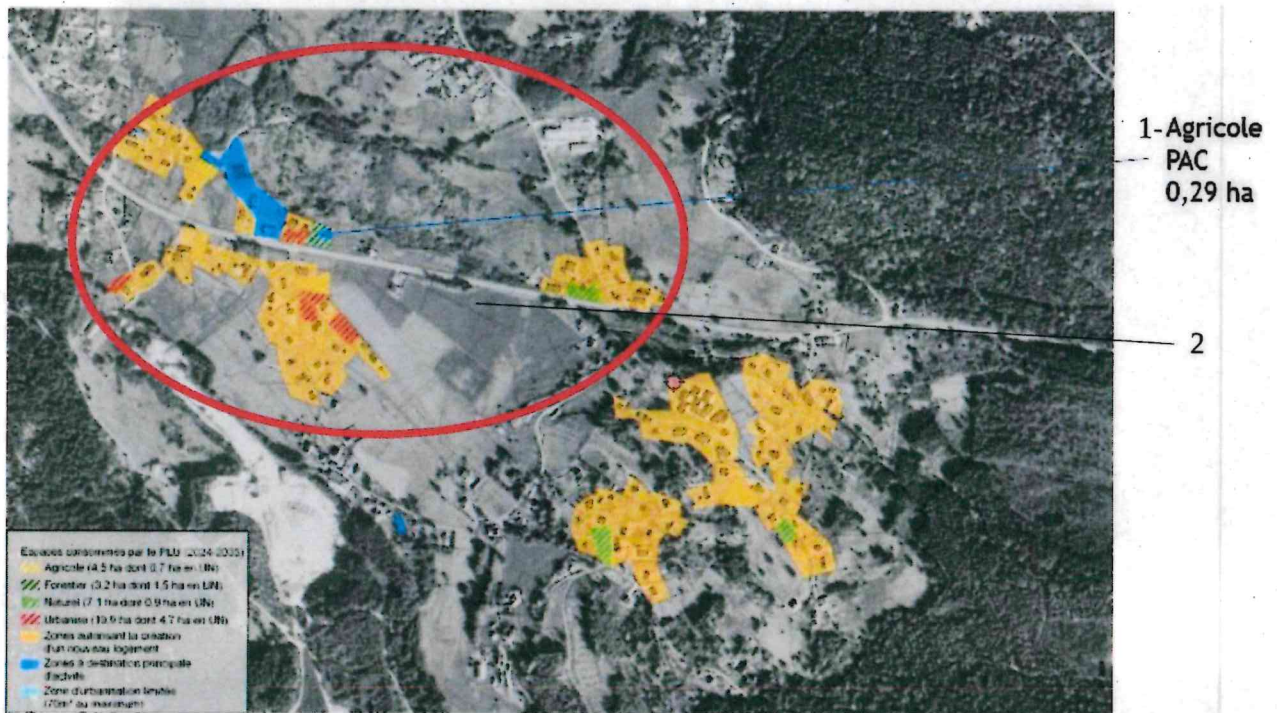 1-Agricole
PAC
0,29 ha
2
Espaces consommés par le PLU (2024-2035)
Agricole (4.5 ha dont 0.7 ha en UN)
Forestier (3.2 ha dont 1.5 ha en UN)
Naturel (7.1 ha dont 0.9 ha en UN)
Urbanisé (19.9 ha dont 4.7 ha en UN)
Zones autorisant la création
d'un nouveau logement
Zones à destination principale
d'activité
Zone d'urbanisation limitée
(70m² au maximum)